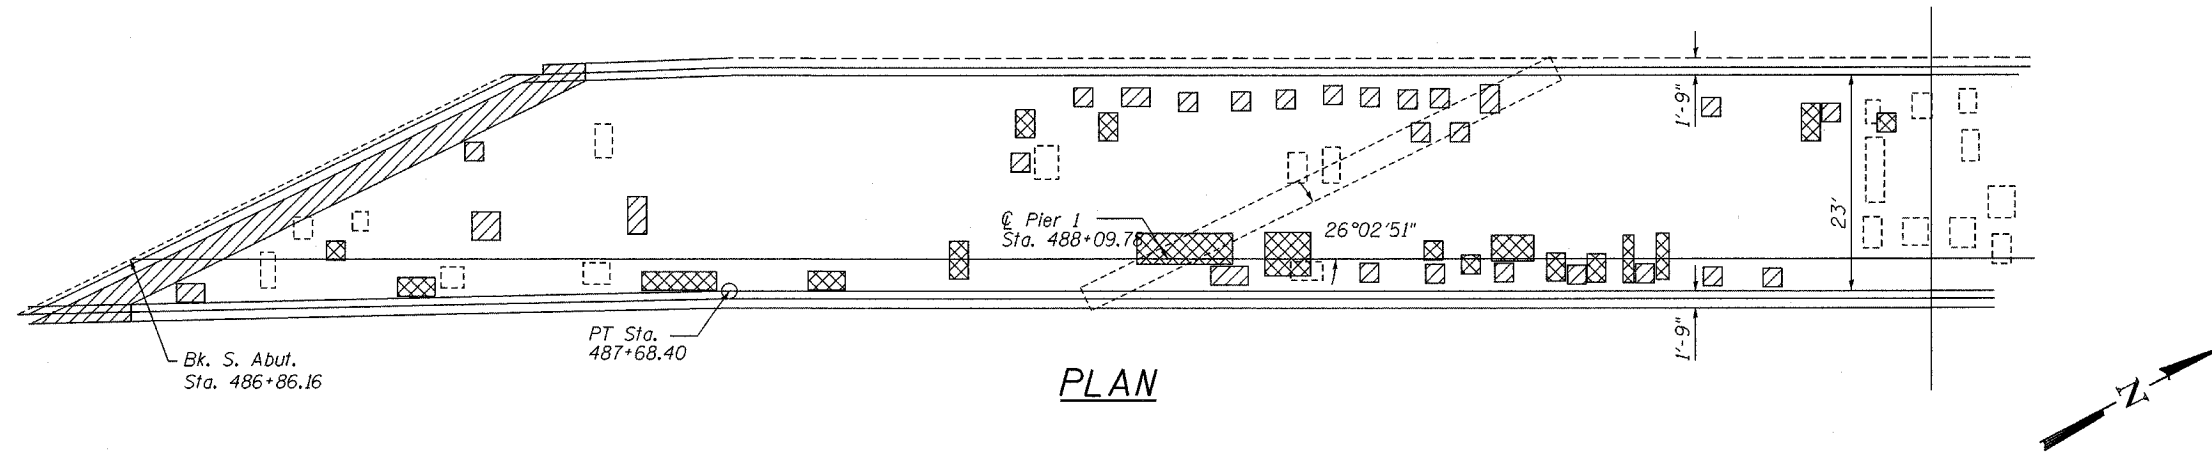 1'-9"
℄ Pier 1
Sta. 488+09.78
26°02'51"
23'
1'-9"
PT Sta.
487+68.40
Bk. S. Abut.
Sta. 486+86.16
PLAN
N